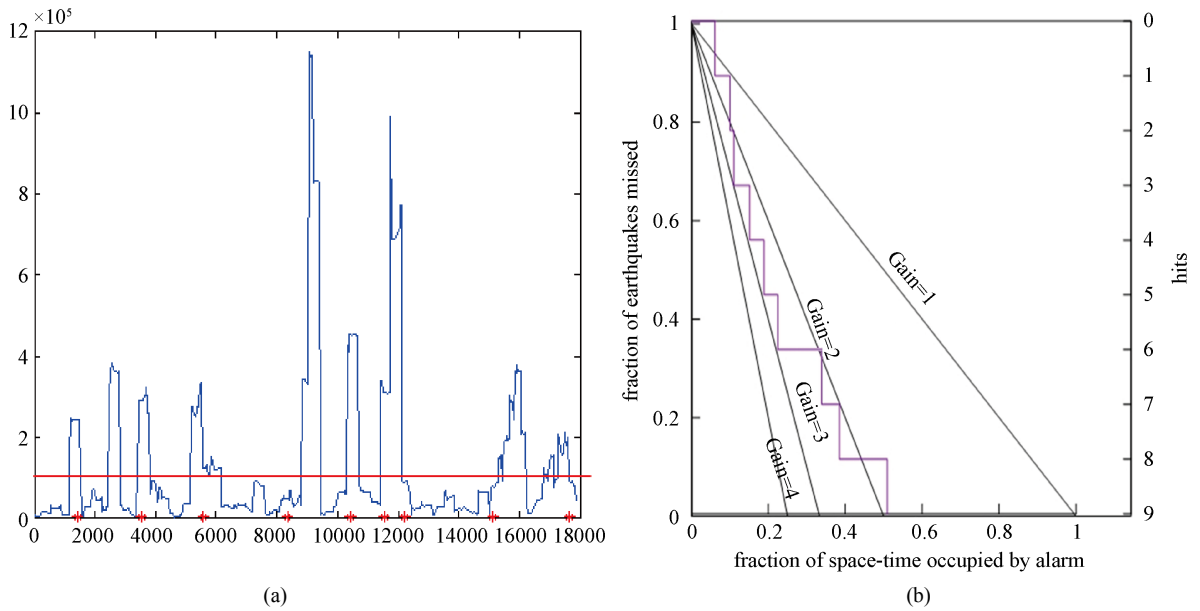 ×10⁵
12
10
8
6
4
2
0
0 2000 4000 6000 8000 10000 12000 14000 16000 18000
(a)
fraction of earthquakes missed
1
0.8
0.6
0.4
0.2
0
0 0.2 0.4 0.6 0.8 1
fraction of space-time occupied by alarm
Gain=1
Gain=2
Gain=3
Gain=4
0
1
2
3
4
5
6
7
8
9
hits
(b)